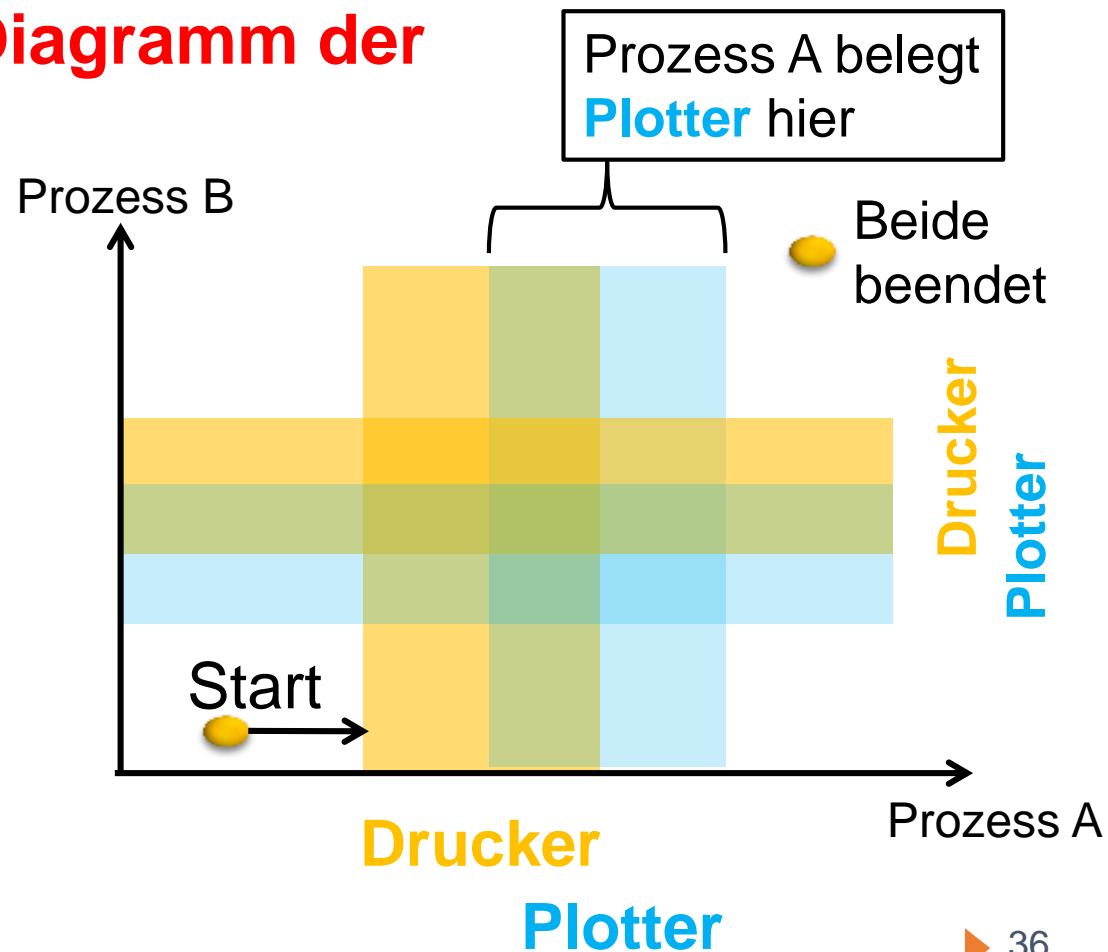 Diagramm der
Prozess A belegt
Plotter hier
Prozess B
Beide
beendet
Drucker
Plotter
Start
Prozess A
Drucker
Plotter
36